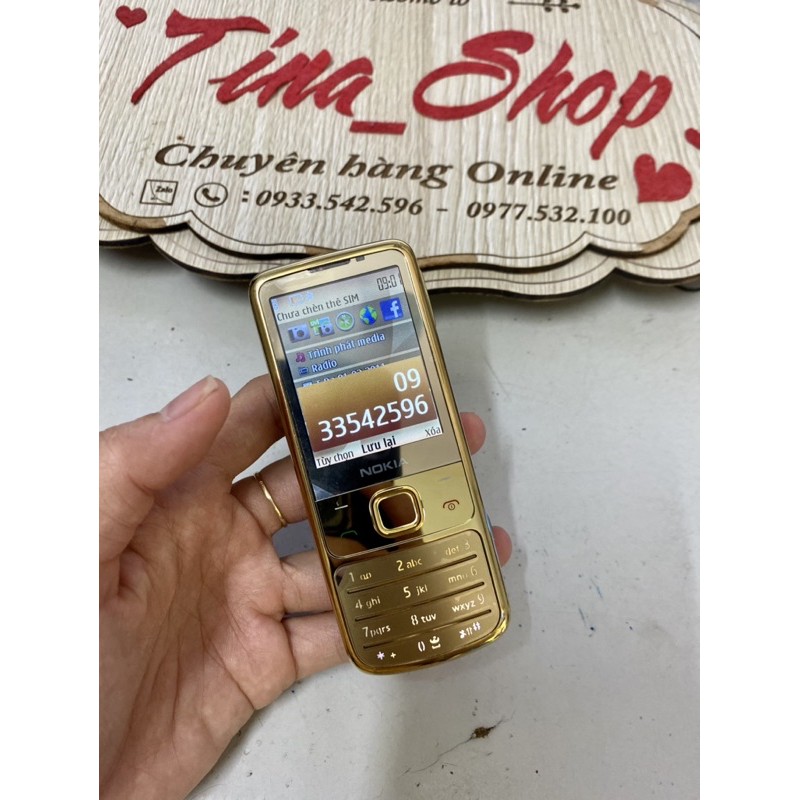 Tina_Shop
Chuyên hàng Online
Zalo : 0933.542.596 - 0977.532.100
09:01
Chưa chèn thẻ SIM
Trình phát media
Radio
09
33542596
Tùy chọn Lưu lại Xóa
NOKIA
1 2 abc def 3
4 ghi 5 jkl mno 6
7 pqrs 8 tuv wxyz 9
* + 0 #